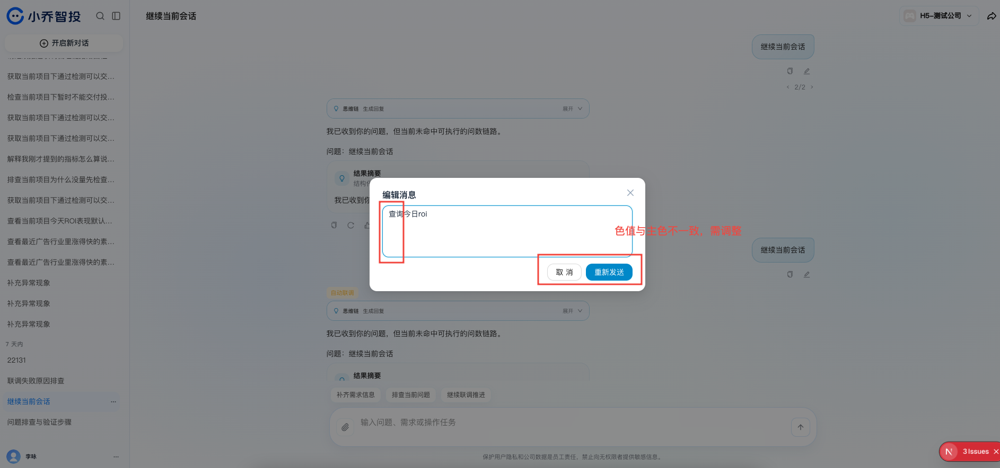 小乔智投
开启新对话
获取当前项目下通过检测可以交...
检查当前项目下暂时不能交付投...
获取当前项目下通过检测可以交...
获取当前项目下通过检测可以交...
解释我刚才提到的指标怎么算说...
排查当前项目为什么没量先检查...
获取当前项目下通过检测可以交...
查看当前项目今天ROI表现默认...
查看最近广告行业里涨得快的素...
查看最近广告行业里涨得快的素...
补充异常现象
补充异常现象
补充异常现象
7 天内
22131
联调失败原因排查
继续当前会话 ...
问题排查与验证步骤
李咏 ...
继续当前会话
H5-测试公司
继续当前会话
2/2
思维链 生成回复 展开
我已收到你的问题，但当前未命中可执行的问数链路。
问题：继续当前会话
结果摘要
结构化
我已收到你
编辑消息
查询今日roi
色值与主色不一致，需调整
取 消
重新发送
继续当前会话
自动联调
思维链 生成回复 展开
我已收到你的问题，但当前未命中可执行的问数链路。
问题：继续当前会话
结果摘要
补齐需求信息
排查当前问题
继续联调推进
输入问题、需求或操作任务
保护用户隐私和公司数据是员工责任，禁止向无权限者提供敏感信息。
N 3 Issues